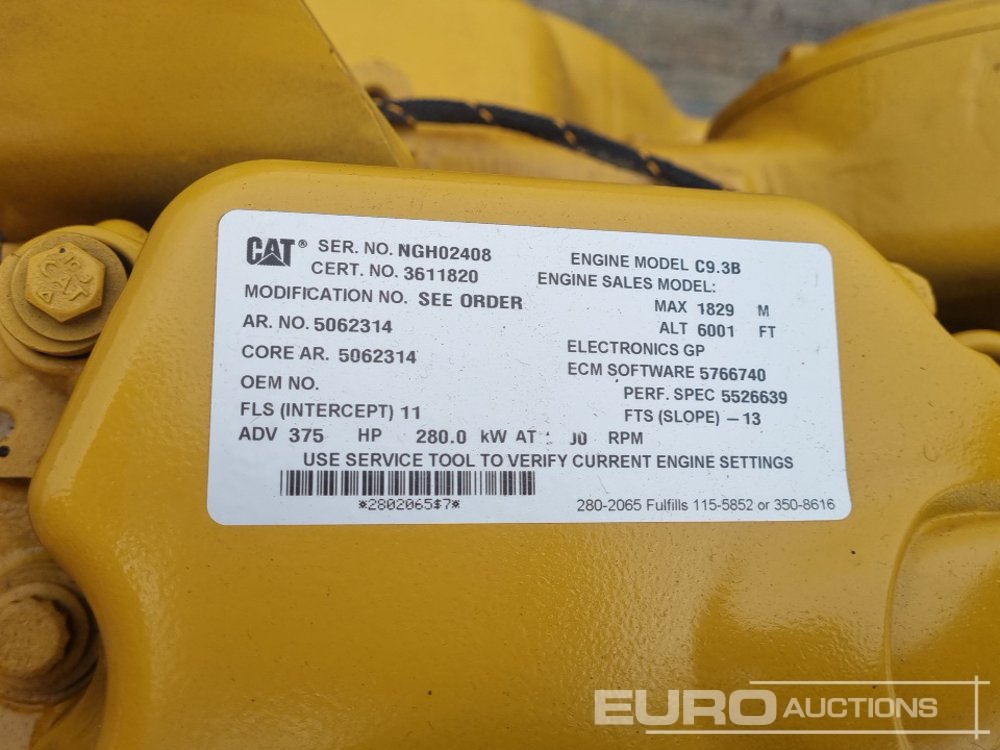 CAT® SER. NO. NGH02408
CERT. NO. 3611820
MODIFICATION NO. SEE ORDER
AR. NO. 5062314
CORE AR. 5062314
OEM NO.
FLS (INTERCEPT) 11
ENGINE MODEL C9.3B
ENGINE SALES MODEL:
MAX 1829 M
ALT 6001 FT
ELECTRONICS GP
ECM SOFTWARE 5766740
PERF. SPEC 5526639
FTS (SLOPE) -13
ADV 375 HP 280.0 kW AT RPM
USE SERVICE TOOL TO VERIFY CURRENT ENGINE SETTINGS
*2802065$7*
280-2065 Fulfills 115-5852 or 350-8616
EURO AUCTIONS